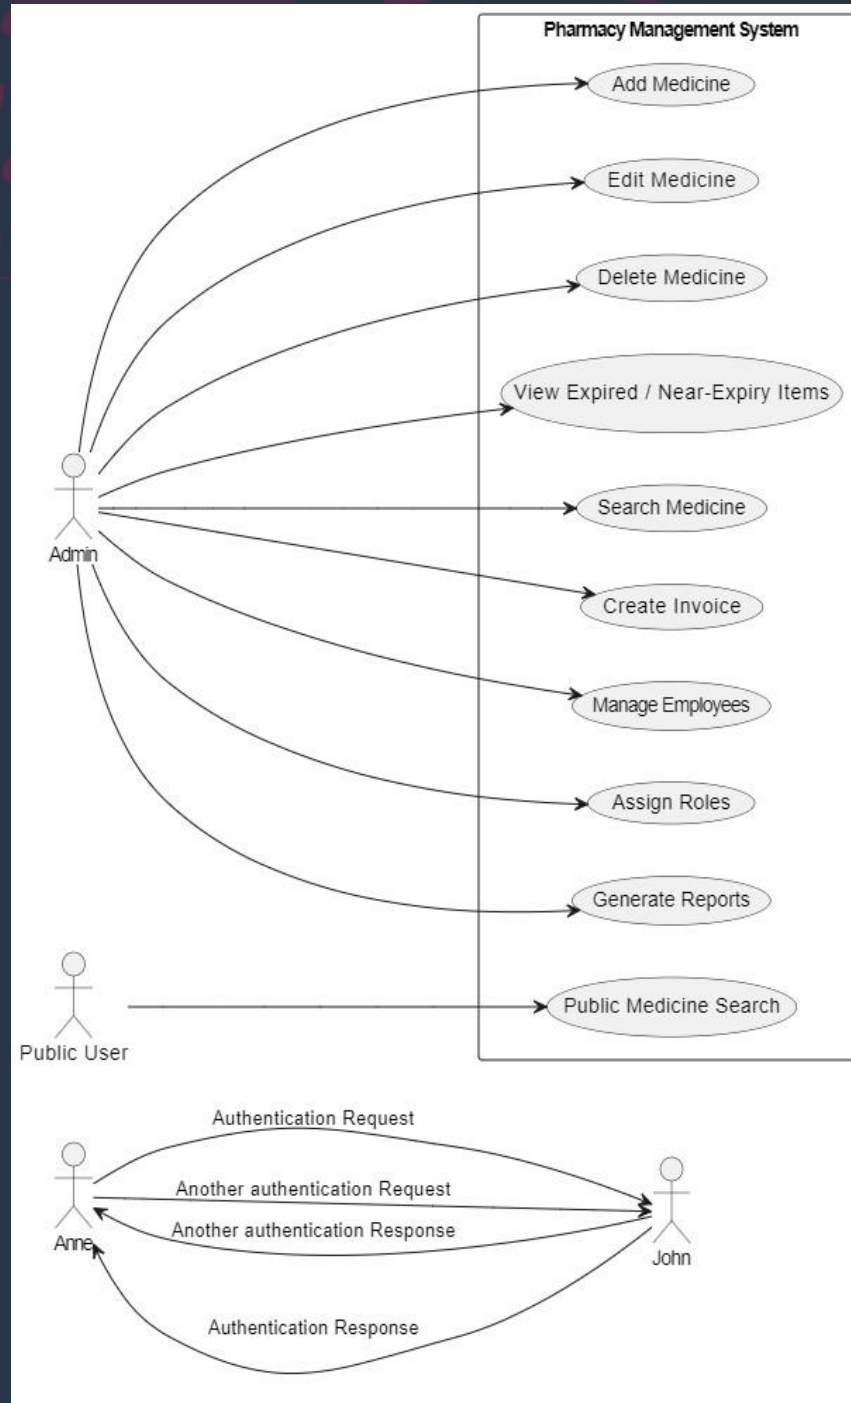 Pharmacy Management System
Add Medicine
Edit Medicine
Delete Medicine
View Expired / Near-Expiry Items
Search Medicine
Admin
Create Invoice
Manage Employees
Assign Roles
Generate Reports
Public Medicine Search
Public User
Authentication Request
Another authentication Request
Another authentication Response
Anne
John
Authentication Response